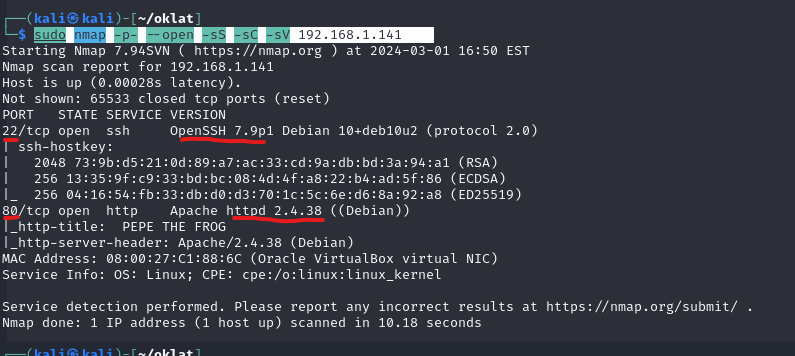 ┌──(kali㉿kali)-[~/oklat]
└─$ sudo nmap -p- --open -sS -sC -sV 192.168.1.141
Starting Nmap 7.94SVN ( https://nmap.org ) at 2024-03-01 16:50 EST
Nmap scan report for 192.168.1.141
Host is up (0.00028s latency).
Not shown: 65533 closed tcp ports (reset)
PORT   STATE SERVICE VERSION
22/tcp open  ssh     OpenSSH 7.9p1 Debian 10+deb10u2 (protocol 2.0)
| ssh-hostkey:
|   2048 73:9b:d5:21:0d:89:a7:ac:33:cd:9a:db:bd:3a:94:a1 (RSA)
|   256 13:35:9f:c9:33:bd:bc:08:4d:4f:a8:22:b4:ad:5f:86 (ECDSA)
|_  256 04:16:54:fb:33:db:d0:d3:70:1c:5c:6e:d6:8a:92:a8 (ED25519)
80/tcp open  http    Apache httpd 2.4.38 ((Debian))
|_http-title:  PEPE THE FROG
|_http-server-header: Apache/2.4.38 (Debian)
MAC Address: 08:00:27:C1:88:6C (Oracle VirtualBox virtual NIC)
Service Info: OS: Linux; CPE: cpe:/o:linux:linux_kernel

Service detection performed. Please report any incorrect results at https://nmap.org/submit/ .
Nmap done: 1 IP address (1 host up) scanned in 10.18 seconds

┌──(kali㉿kali)-[~/oklat]